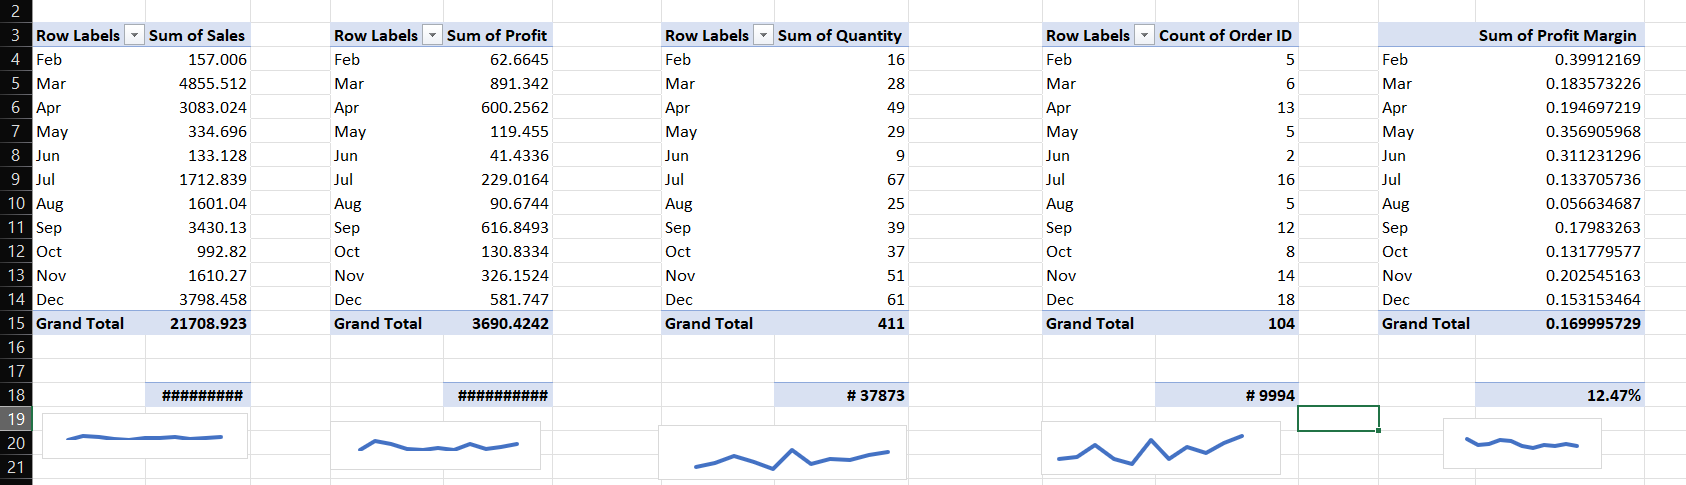 2
3 Row Labels Sum of Sales Row Labels Sum of Profit Row Labels Sum of Quantity Row Labels Count of Order ID Sum of Profit Margin
4 Feb 157.006 Feb 62.6645 Feb 16 Feb 5 Feb 0.39912169
5 Mar 4855.512 Mar 891.342 Mar 28 Mar 6 Mar 0.183573226
6 Apr 3083.024 Apr 600.2562 Apr 49 Apr 13 Apr 0.194697219
7 May 334.696 May 119.455 May 29 May 5 May 0.356905968
8 Jun 133.128 Jun 41.4336 Jun 9 Jun 2 Jun 0.311231296
9 Jul 1712.839 Jul 229.0164 Jul 67 Jul 16 Jul 0.133705736
10 Aug 1601.04 Aug 90.6744 Aug 25 Aug 5 Aug 0.056634687
11 Sep 3430.13 Sep 616.8493 Sep 39 Sep 12 Sep 0.17983263
12 Oct 992.82 Oct 130.8334 Oct 37 Oct 8 Oct 0.131779577
13 Nov 1610.27 Nov 326.1524 Nov 51 Nov 14 Nov 0.202545163
14 Dec 3798.458 Dec 581.747 Dec 61 Dec 18 Dec 0.153153464
15 Grand Total 21708.923 Grand Total 3690.4242 Grand Total 411 Grand Total 104 Grand Total 0.169995729
16
17
18 ######### ########## # 37873 # 9994 12.47%
19
20
21